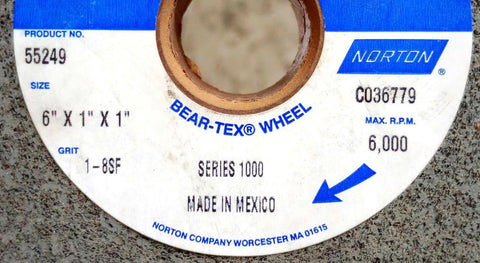 PRODUCT NO.
55249
SIZE
6" X 1" X 1"
GRIT
1-8SF
BEAR-TEX® WHEEL
SERIES 1000
MADE IN MEXICO
NORTON®
C036779
MAX. R.P.M.
6,000
NORTON COMPANY WORCESTER MA 01615